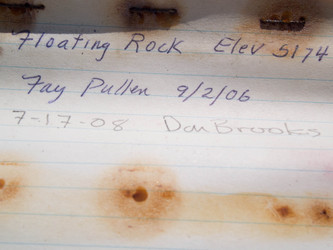 Floating Rock Elev 5174
Fay Pullen 9/2/06
7-17-08 Don Brooks